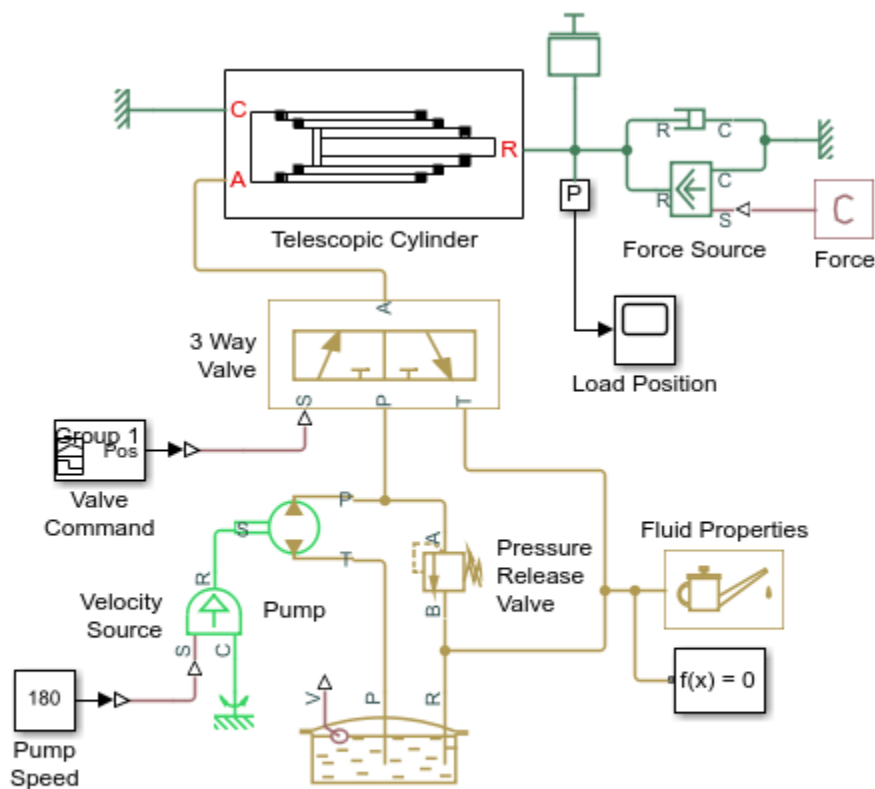 C
A
R
Telescopic Cylinder
P
R
C
C
R
S
Force Source
C
Force
Load Position
A
3 Way
Valve
S
P
T
Group 1
Pos
Valve
Command
P
S
T
A
B
Pressure
Release
Valve
Fluid Properties
R
Velocity
Source
Pump
S
C
180
Pump
Speed
V
P
R
f(x) = 0